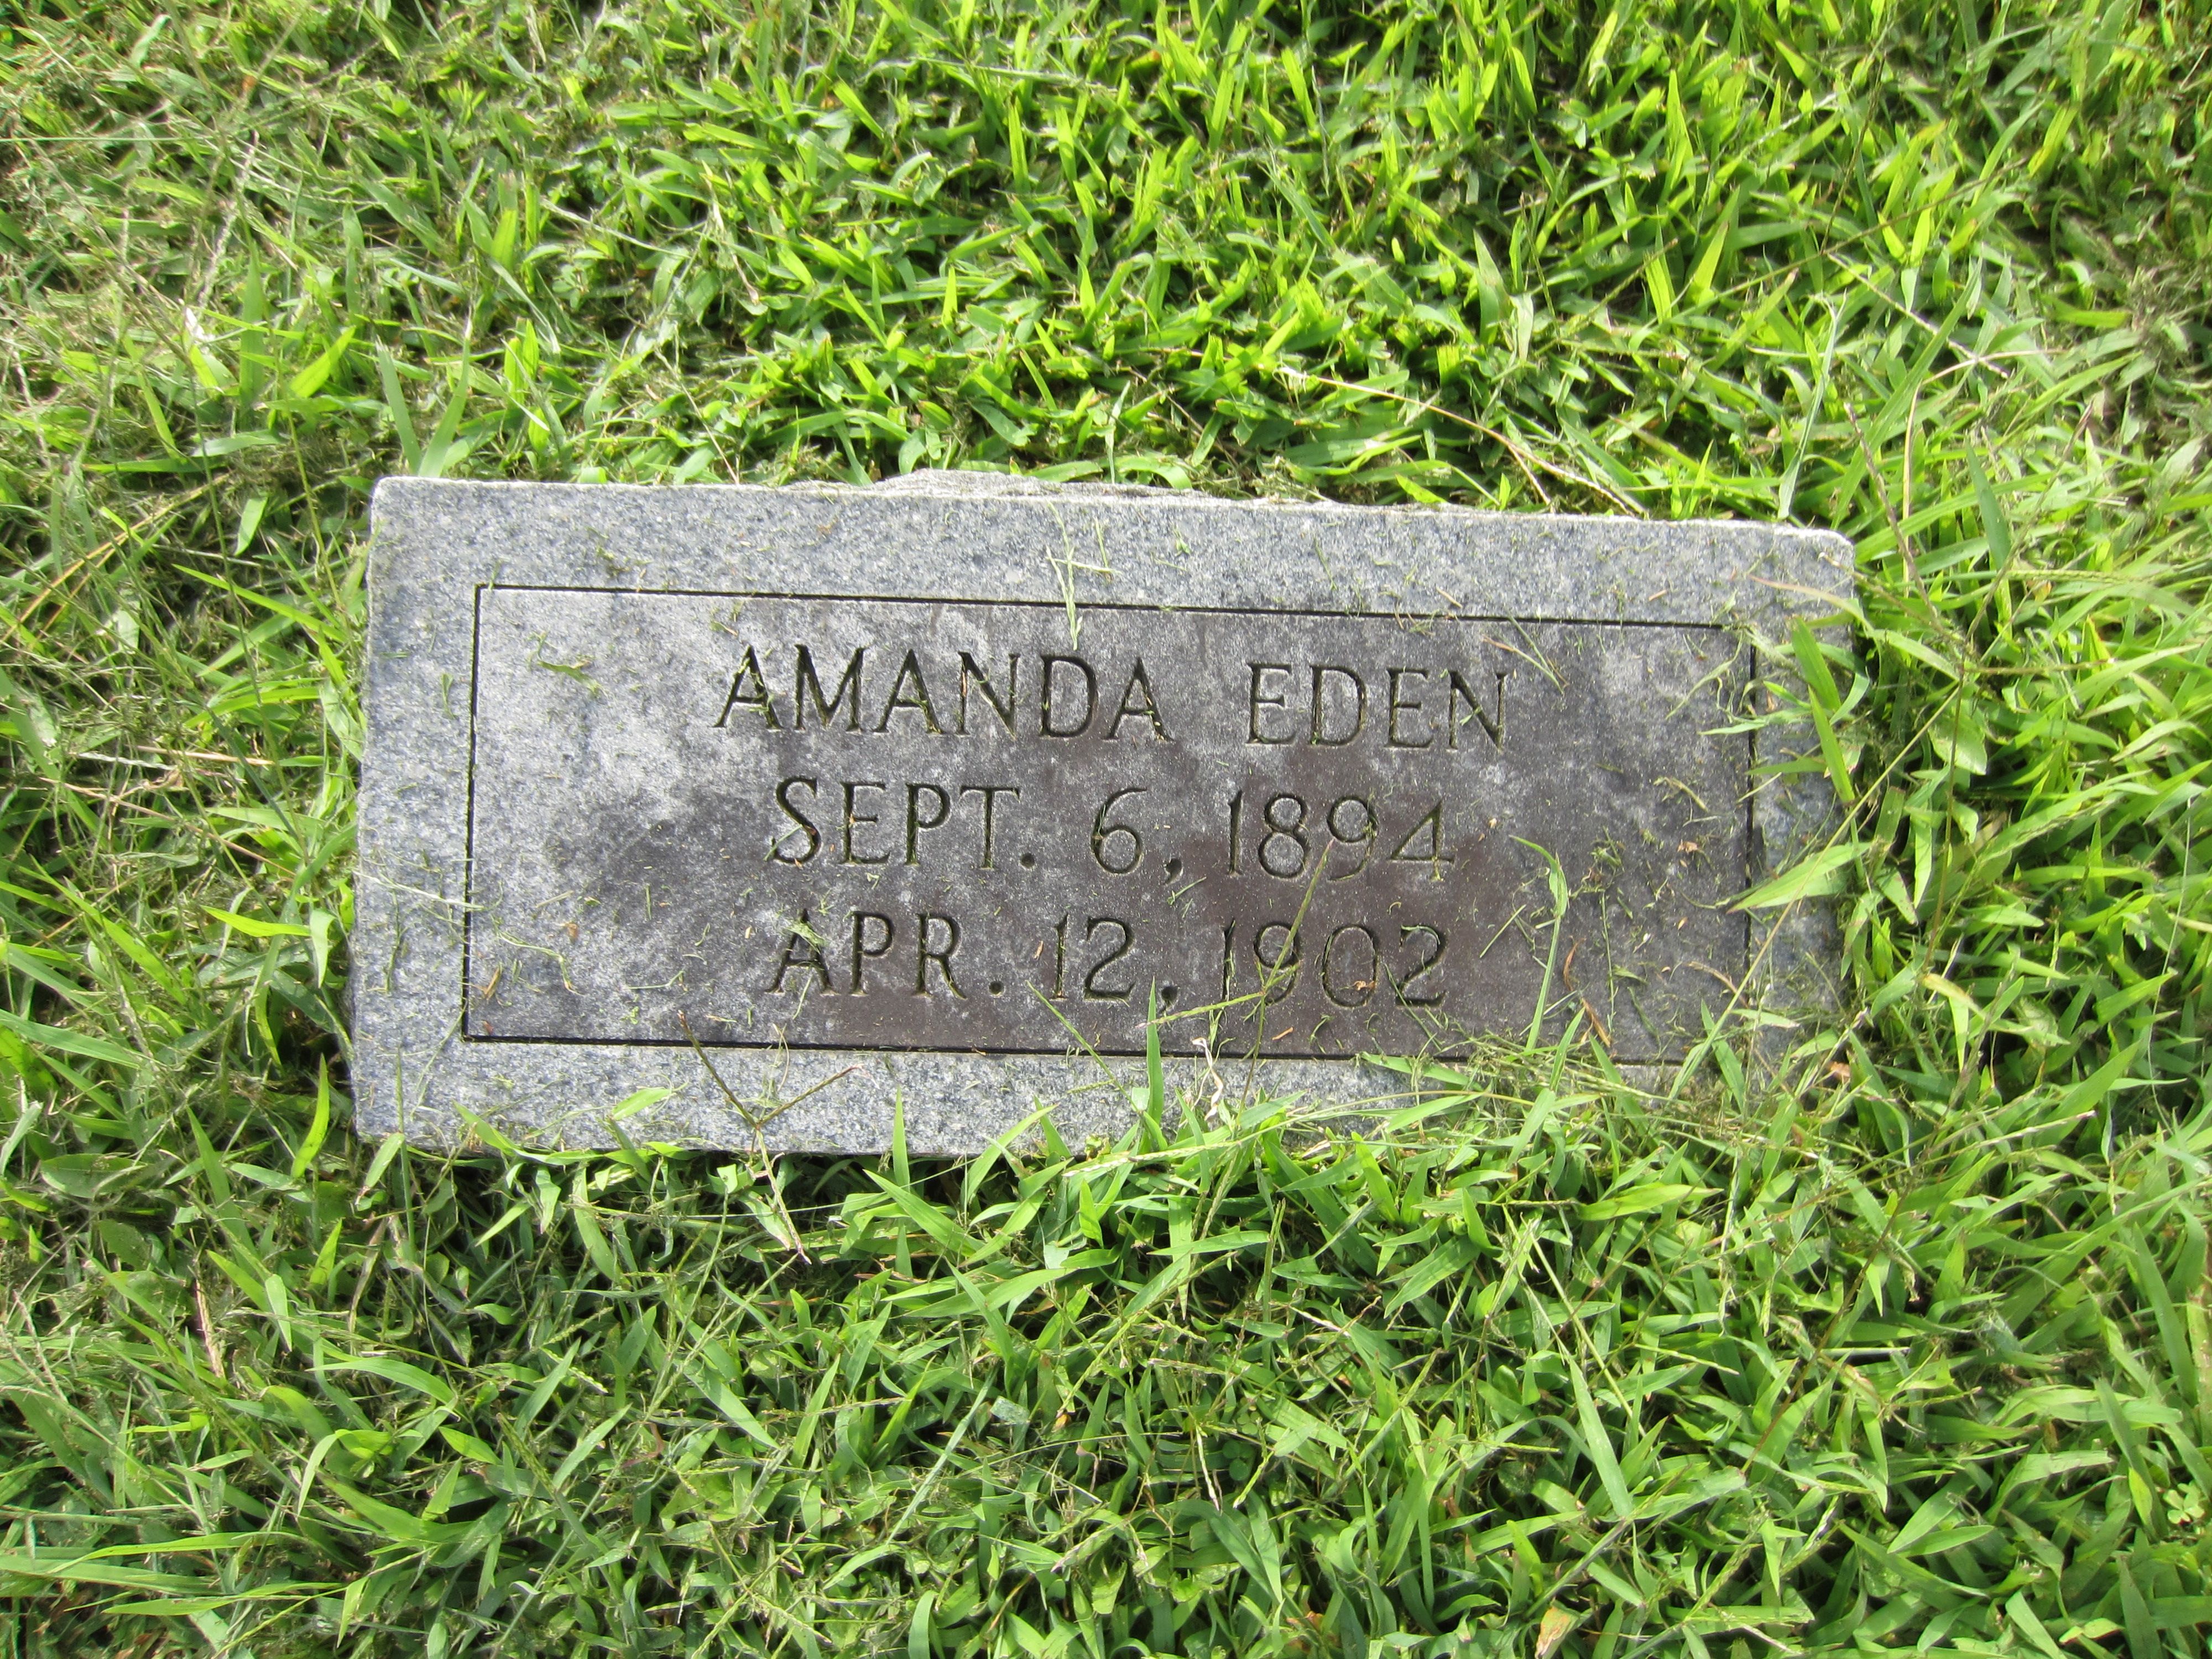 AMANDA EDEN
SEPT. 6, 1894
APR. 12, 1902